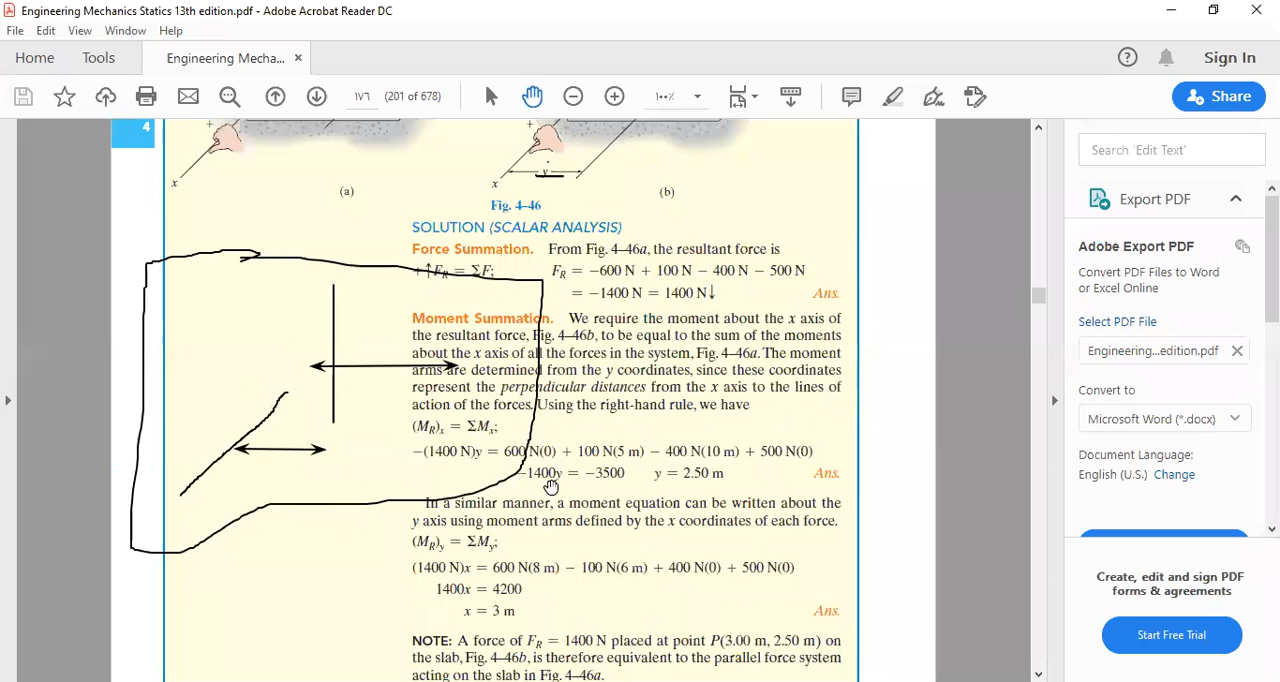 Engineering Mechanics Statics 13th edition.pdf - Adobe Acrobat Reader DC
File Edit View Window Help
Home Tools Engineering Mecha... × Sign In
١٧٦ (201 of 678) ١٠٠% Share
4
+ +
x x y
(a) (b)
Fig. 4–46
SOLUTION (SCALAR ANALYSIS)
Force Summation. From Fig. 4–46a, the resultant force is
+↑F_R = ΣF; F_R = −600 N + 100 N − 400 N − 500 N
= −1400 N = 1400 N↓ Ans.
Moment Summation. We require the moment about the x axis of
the resultant force, Fig. 4–46b, to be equal to the sum of the moments
about the x axis of all the forces in the system, Fig. 4–46a. The moment
arms are determined from the y coordinates, since these coordinates
represent the perpendicular distances from the x axis to the lines of
action of the forces. Using the right-hand rule, we have
(M_R)_x = ΣM_x;
−(1400 N)y = 600 N(0) + 100 N(5 m) − 400 N(10 m) + 500 N(0)
−1400y = −3500 y = 2.50 m Ans.
In a similar manner, a moment equation can be written about the
y axis using moment arms defined by the x coordinates of each force.
(M_R)_y = ΣM_y;
(1400 N)x = 600 N(8 m) − 100 N(6 m) + 400 N(0) + 500 N(0)
1400x = 4200
x = 3 m Ans.
NOTE: A force of F_R = 1400 N placed at point P(3.00 m, 2.50 m) on
the slab, Fig. 4–46b, is therefore equivalent to the parallel force system
acting on the slab in Fig. 4–46a.
Search 'Edit Text'
Export PDF
Adobe Export PDF
Convert PDF Files to Word
or Excel Online
Select PDF File
Engineering...edition.pdf ×
Convert to
Microsoft Word (*.docx)
Document Language:
English (U.S.) Change
Create, edit and sign PDF
forms & agreements
Start Free Trial